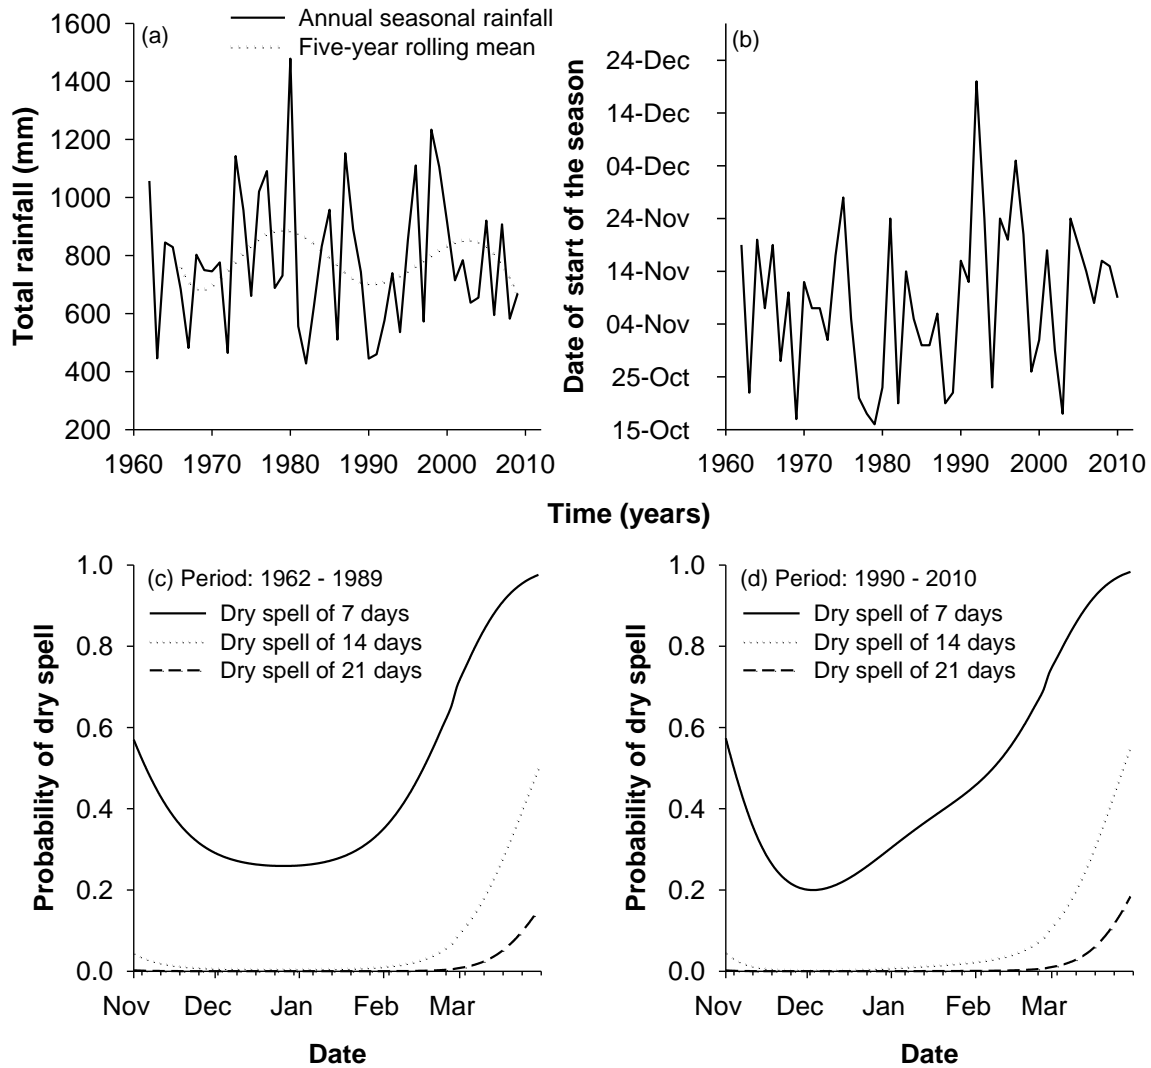 Annual seasonal rainfall
Five-year rolling mean
(a)
Total rainfall (mm)
1600
1400
1200
1000
800
600
400
200
1960 1970 1980 1990 2000 2010
(b)
Date of start of the season
24-Dec
14-Dec
04-Dec
24-Nov
14-Nov
04-Nov
25-Oct
15-Oct
1960 1970 1980 1990 2000 2010
Time (years)
(c) Period: 1962 - 1989
Dry spell of 7 days
Dry spell of 14 days
Dry spell of 21 days
Probability of dry spell
1.0
0.8
0.6
0.4
0.2
0.0
Nov Dec Jan Feb Mar
Date
(d) Period: 1990 - 2010
Dry spell of 7 days
Dry spell of 14 days
Dry spell of 21 days
Probability of dry spell
1.0
0.8
0.6
0.4
0.2
0.0
Nov Dec Jan Feb Mar
Date